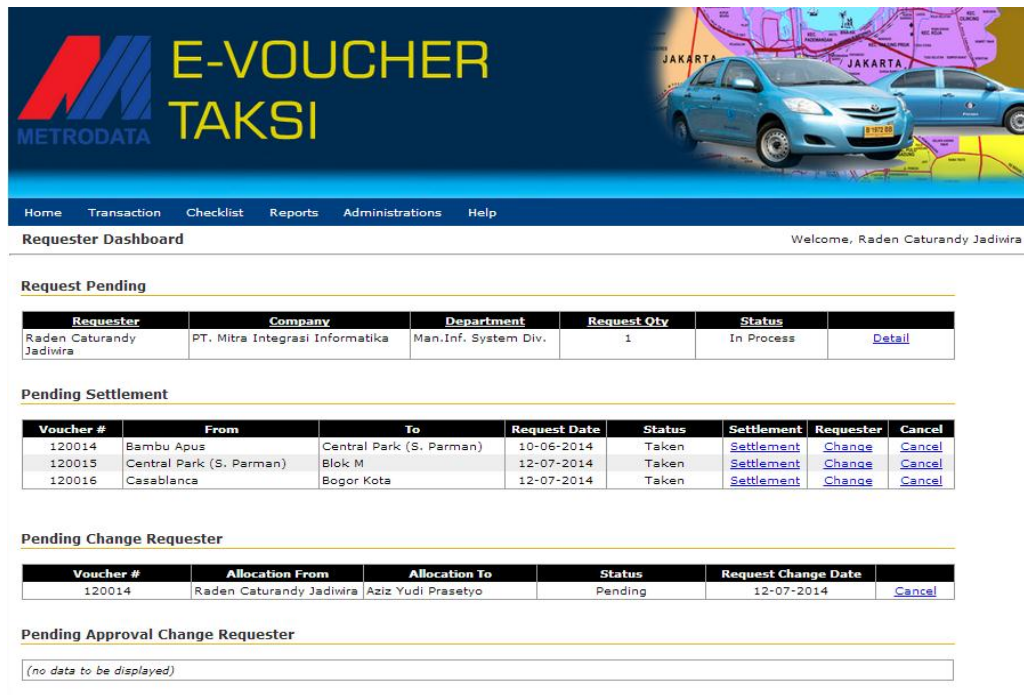 E-VOUCHER
TAKSI
METRODATA
JAKARTA
JAKARTA
B 1972 BB
Home Transaction Checklist Reports Administrations Help
Requester Dashboard Welcome, Raden Caturandy Jadiwira
Request Pending
Requester Company Department Request Qty Status
Raden Caturandy Jadiwira PT. Mitra Integrasi Informatika Man.Inf. System Div. 1 In Process Detail
Pending Settlement
Voucher # From To Request Date Status Settlement Requester Cancel
120014 Bambu Apus Central Park (S. Parman) 10-06-2014 Taken Settlement Change Cancel
120015 Central Park (S. Parman) Blok M 12-07-2014 Taken Settlement Change Cancel
120016 Casablanca Bogor Kota 12-07-2014 Taken Settlement Change Cancel
Pending Change Requester
Voucher # Allocation From Allocation To Status Request Change Date
120014 Raden Caturandy Jadiwira Aziz Yudi Prasetyo Pending 12-07-2014 Cancel
Pending Approval Change Requester
(no data to be displayed)